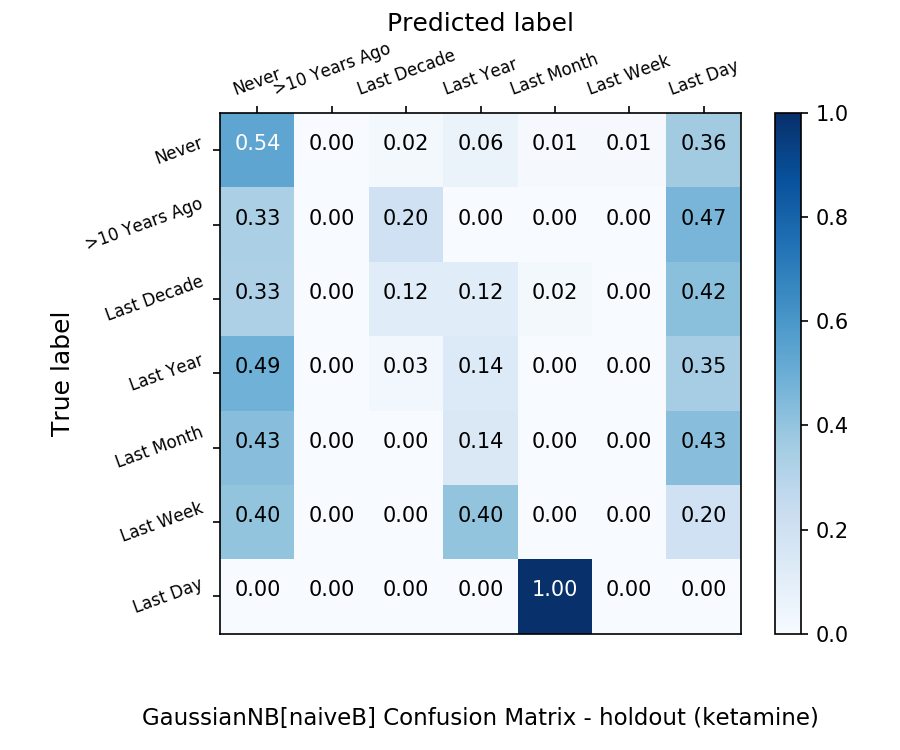 Predicted label
Never >10 Years Ago Last Decade Last Year Last Month Last Week Last Day
True label
Never 0.54 0.00 0.02 0.06 0.01 0.01 0.36
>10 Years Ago 0.33 0.00 0.20 0.00 0.00 0.00 0.47
Last Decade 0.33 0.00 0.12 0.12 0.02 0.00 0.42
Last Year 0.49 0.00 0.03 0.14 0.00 0.00 0.35
Last Month 0.43 0.00 0.00 0.14 0.00 0.00 0.43
Last Week 0.40 0.00 0.00 0.40 0.00 0.00 0.20
Last Day 0.00 0.00 0.00 0.00 1.00 0.00 0.00
1.0
0.8
0.6
0.4
0.2
0.0
GaussianNB[naiveB] Confusion Matrix - holdout (ketamine)